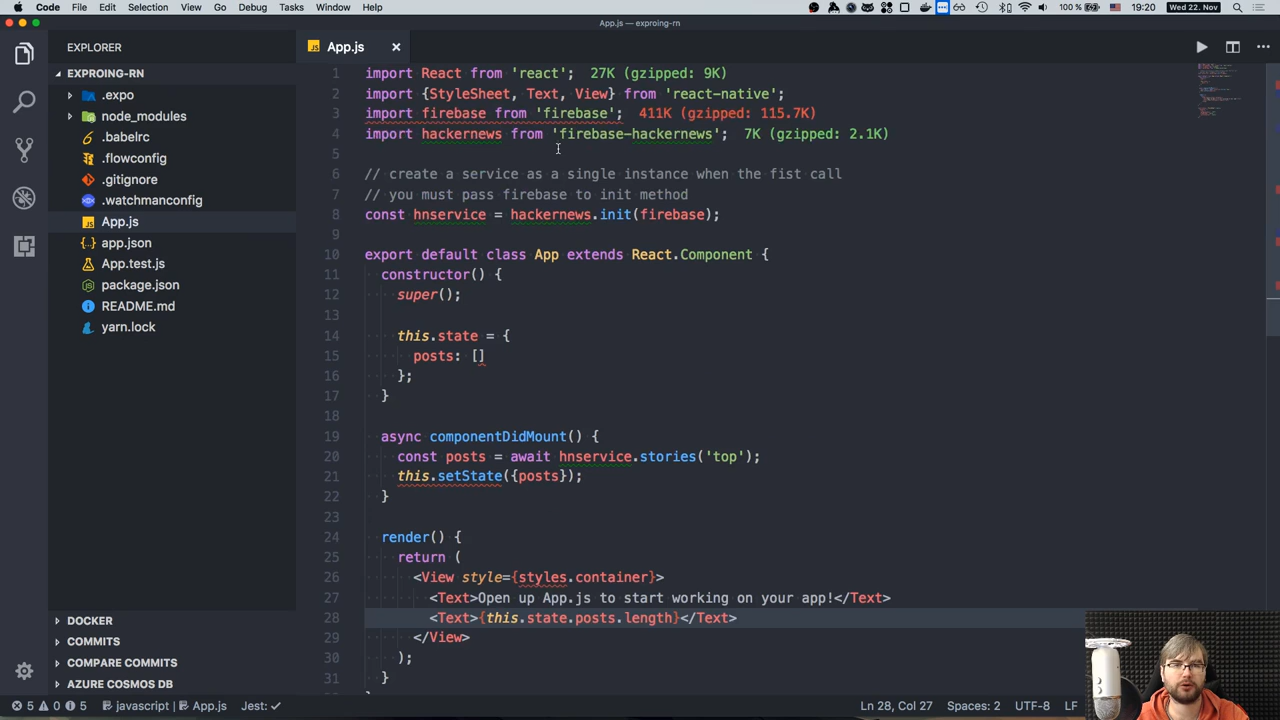 Code File Edit Selection View Go Debug Tasks Window Help
100 % 19:20 Wed 22. Nov
App.js — exproing-rn
EXPLORER
App.js
EXPROING-RN
.expo
node_modules
.babelrc
.flowconfig
.gitignore
.watchmanconfig
App.js
app.json
App.test.js
package.json
README.md
yarn.lock
DOCKER
COMMITS
COMPARE COMMITS
AZURE COSMOS DB
1 import React from 'react'; 27K (gzipped: 9K)
2 import {StyleSheet, Text, View} from 'react-native';
3 import firebase from 'firebase'; 411K (gzipped: 115.7K)
4 import hackernews from 'firebase-hackernews'; 7K (gzipped: 2.1K)
5
6 // create a service as a single instance when the fist call
7 // you must pass firebase to init method
8 const hnservice = hackernews.init(firebase);
9
10 export default class App extends React.Component {
11 constructor() {
12 super();
13
14 this.state = {
15 posts: []
16 };
17 }
18
19 async componentDidMount() {
20 const posts = await hnservice.stories('top');
21 this.setState({posts});
22 }
23
24 render() {
25 return (
26 <View style={styles.container}>
27 <Text>Open up App.js to start working on your app!</Text>
28 <Text>{this.state.posts.length}</Text>
29 </View>
30 );
31 }
5 0 5 javascript | App.js Jest: ✓ Ln 28, Col 27 Spaces: 2 UTF-8 LF